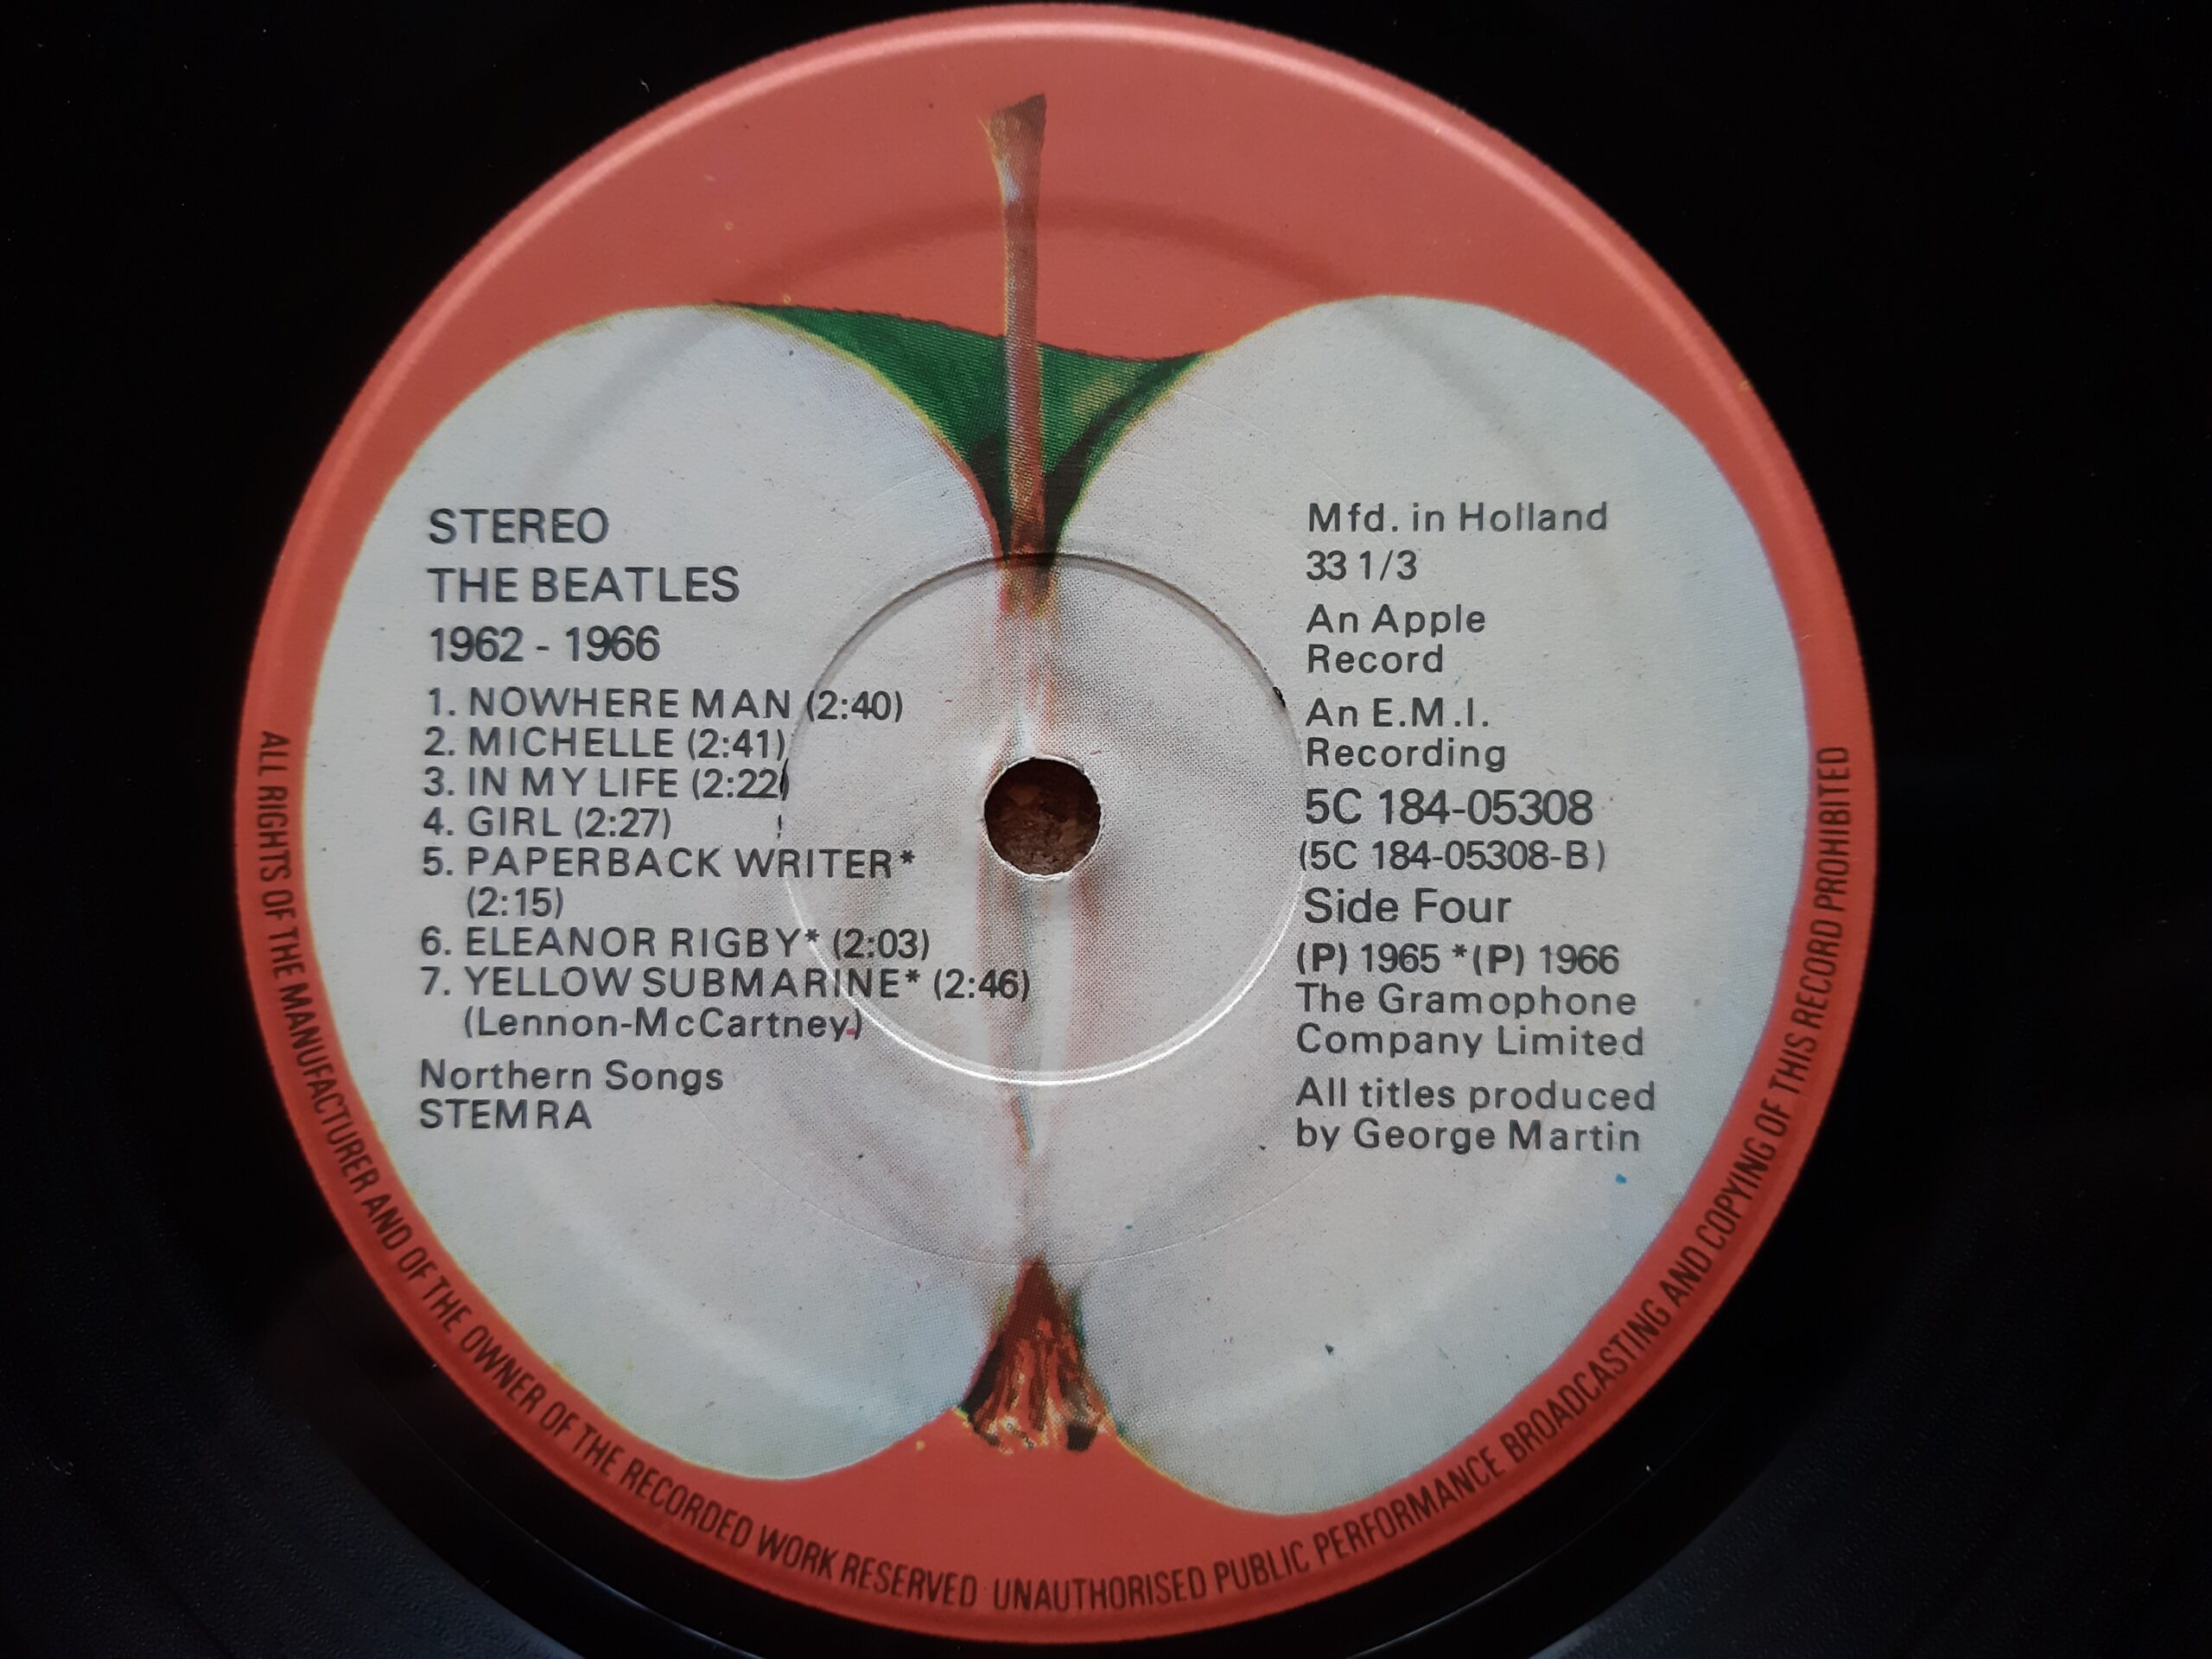 STEREO
THE BEATLES
1962 - 1966
1. NOWHERE MAN (2:40)
2. MICHELLE (2:41)
3. IN MY LIFE (2:22)
4. GIRL (2:27)
5. PAPERBACK WRITER*
(2:15)
6. ELEANOR RIGBY* (2:03)
7. YELLOW SUBMARINE* (2:46)
(Lennon-McCartney)
Northern Songs
STEMRA
Mfd. in Holland
33 1/3
An Apple
Record
An E.M.I.
Recording
5C 184-05308
(5C 184-05308-B)
Side Four
(P) 1965 *(P) 1966
The Gramophone
Company Limited
All titles produced
by George Martin
ALL RIGHTS OF THE MANUFACTURER AND OF THE OWNER OF THE RECORDED WORK RESERVED UNAUTHORISED PUBLIC PERFORMANCE BROADCASTING AND COPYING OF THIS RECORD PROHIBITED